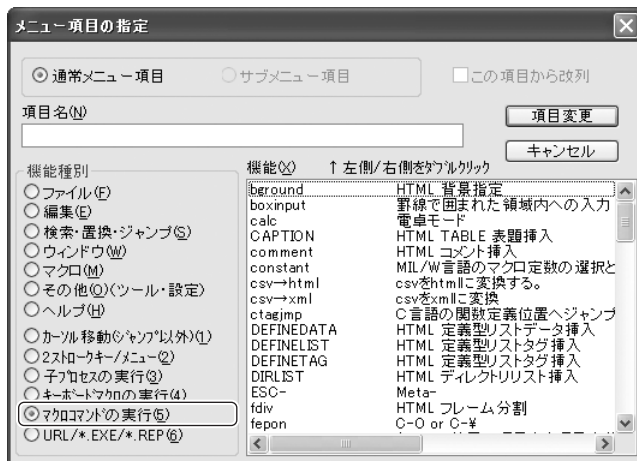 メニュー項目の指定
通常メニュー項目
サブメニュー項目
この項目から改列
項目名(N)
項目変更
キャンセル
機能種別
ファイル(F)
編集(E)
検索・置換・ジャンプ(S)
ウィンドウ(W)
マクロ(M)
その他(O)(ツール・設定)
ヘルプ(H)
カーソル移動(ジャンプ以外)(1)
2ストロークキー/メニュー(2)
子プロセスの実行(3)
キーボードマクロの実行(4)
マクロコマンドの実行(5)
URL/*.EXE/*.REP(6)
機能(X) ↑左側/右側をダブルクリック
bground HTML 背景指定
boxinput 罫線で囲まれた領域内への入力
calc 電卓モード
CAPTION HTML TABLE 表題挿入
comment HTML コメント挿入
constant MIL/W言語のマクロ定数の選択と
csv→html csvをhtmlに変換する。
csv→xml csvをxmlに変換
ctagjmp C言語の関数定義位置へジャンプ
DEFINEDATA HTML 定義型リストデータ挿入
DEFINELIST HTML 定義型リストタグ挿入
DEFINETAG HTML 定義型リストタグ挿入
DIRLIST HTML ディレクトリリスト挿入
ESC- Meta-
fdiv HTML フレーム分割
fepon C-O or C-¥